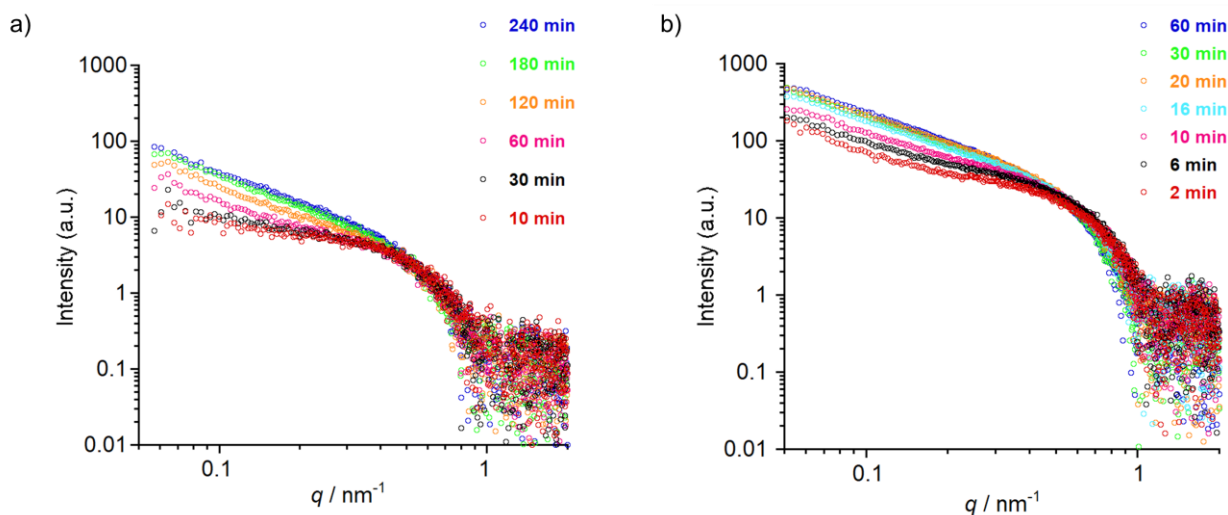 a)
240 min
180 min
120 min
60 min
30 min
10 min
1000
100
10
1
0.1
0.01
Intensity (a.u.)
0.1
1
q / nm⁻¹
b)
60 min
30 min
20 min
16 min
10 min
6 min
2 min
1000
100
10
1
0.1
0.01
Intensity (a.u.)
0.1
1
q / nm⁻¹